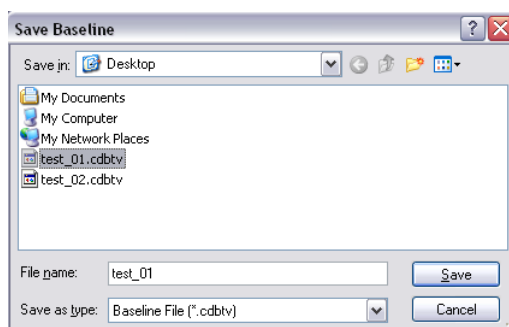 Save Baseline
Save in: Desktop
My Documents
My Computer
My Network Places
test_01.cdbtv
test_02.cdbtv
File name: test_01 Save
Save as type: Baseline File (*.cdbtv) Cancel